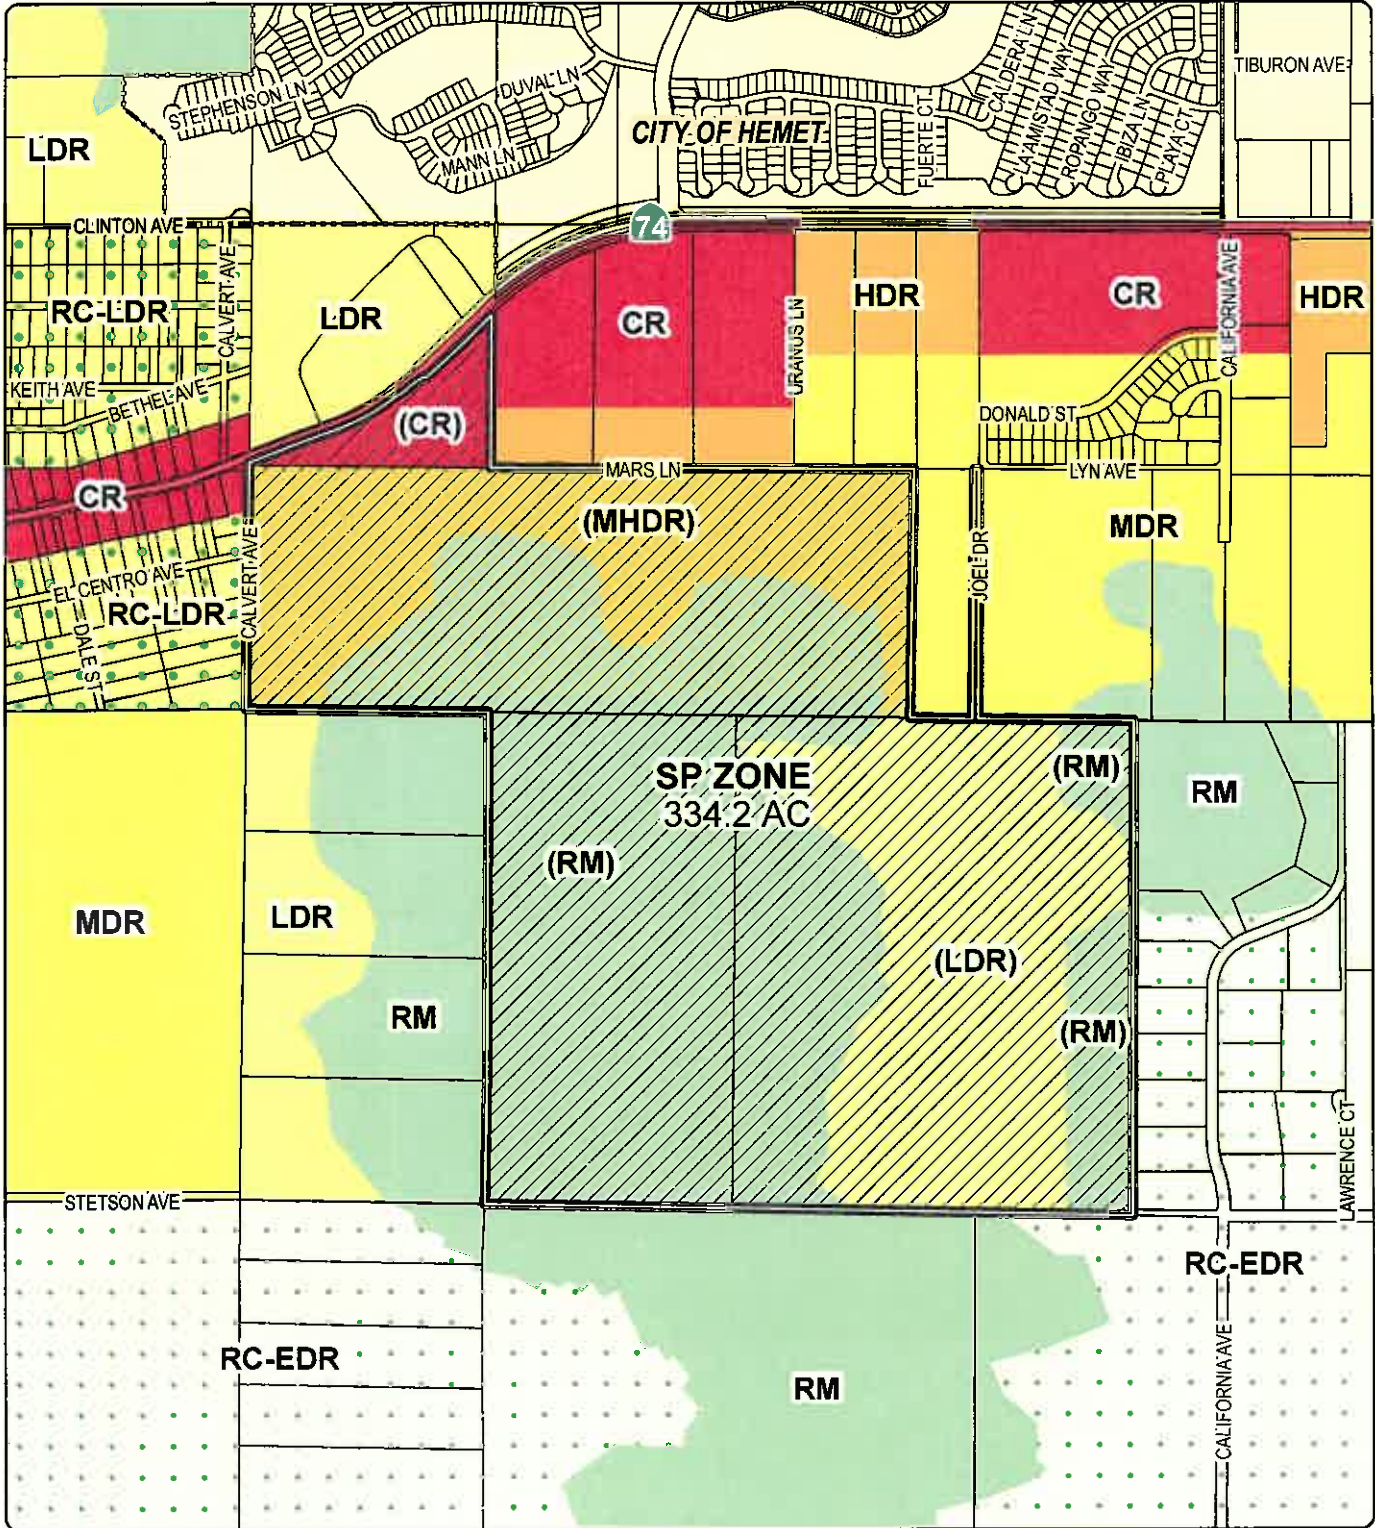 TIBURON AVE
CALDERA LN
LA AMISTAD WAY
ROPANGO WAY
IBIZA LN
PLAYA CT
FUERTE CT
STEPHENSON LN
DUVAL LN
MANN LN
CITY OF HEMET
LDR
CLINTON AVE
74
RC-LDR
CALVERT AVE
LDR
CR
URANUS LN
HDR
CR
CALIFORNIA AVE
HDR
KEITH AVE
BETHEL AVE
(CR)
DONALD ST
MARS LN
LYN AVE
CR
(MHDR)
MDR
CALVERT AVE
JOEL DR
EL CENTRO AVE
RC-LDR
DALE ST
SP ZONE
334.2 AC
(RM)
RM
(RM)
MDR
LDR
(LDR)
RM
(RM)
LAWRENCE CT
STETSON AVE
RC-EDR
RC-EDR
RM
CALIFORNIA AVE